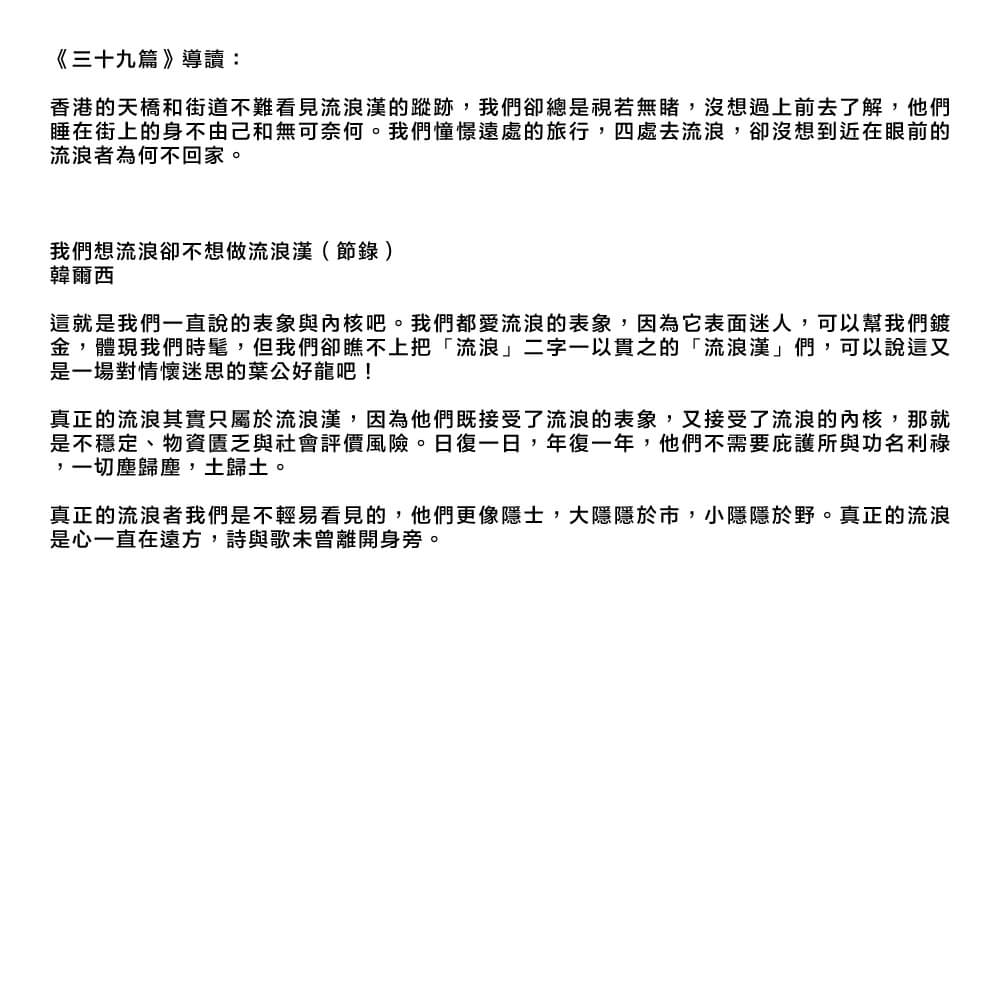 《三十九篇》導讀：
香港的天橋和街道不難看見流浪漢的蹤跡，我們卻總是視若無睹，沒想過上前去了解，他們
睡在街上的身不由己和無可奈何。我們憧憬遠處的旅行，四處去流浪，卻沒想到近在眼前的
流浪者為何不回家。
我們想流浪卻不想做流浪漢（節錄）
韓爾西
這就是我們一直說的表象與內核吧。我們都愛流浪的表象，因為它表面迷人，可以幫我們鍍
金，體現我們時髦，但我們卻瞧不上把「流浪」二字一以貫之的「流浪漢」們，可以說這又
是一場對情懷迷思的葉公好龍吧！
真正的流浪其實只屬於流浪漢，因為他們既接受了流浪的表象，又接受了流浪的內核，那就
是不穩定、物資匱乏與社會評價風險。日復一日，年復一年，他們不需要庇護所與功名利祿
，一切塵歸塵，土歸土。
真正的流浪者我們是不輕易看見的，他們更像隱士，大隱隱於市，小隱隱於野。真正的流浪
是心一直在遠方，詩與歌未曾離開身旁。